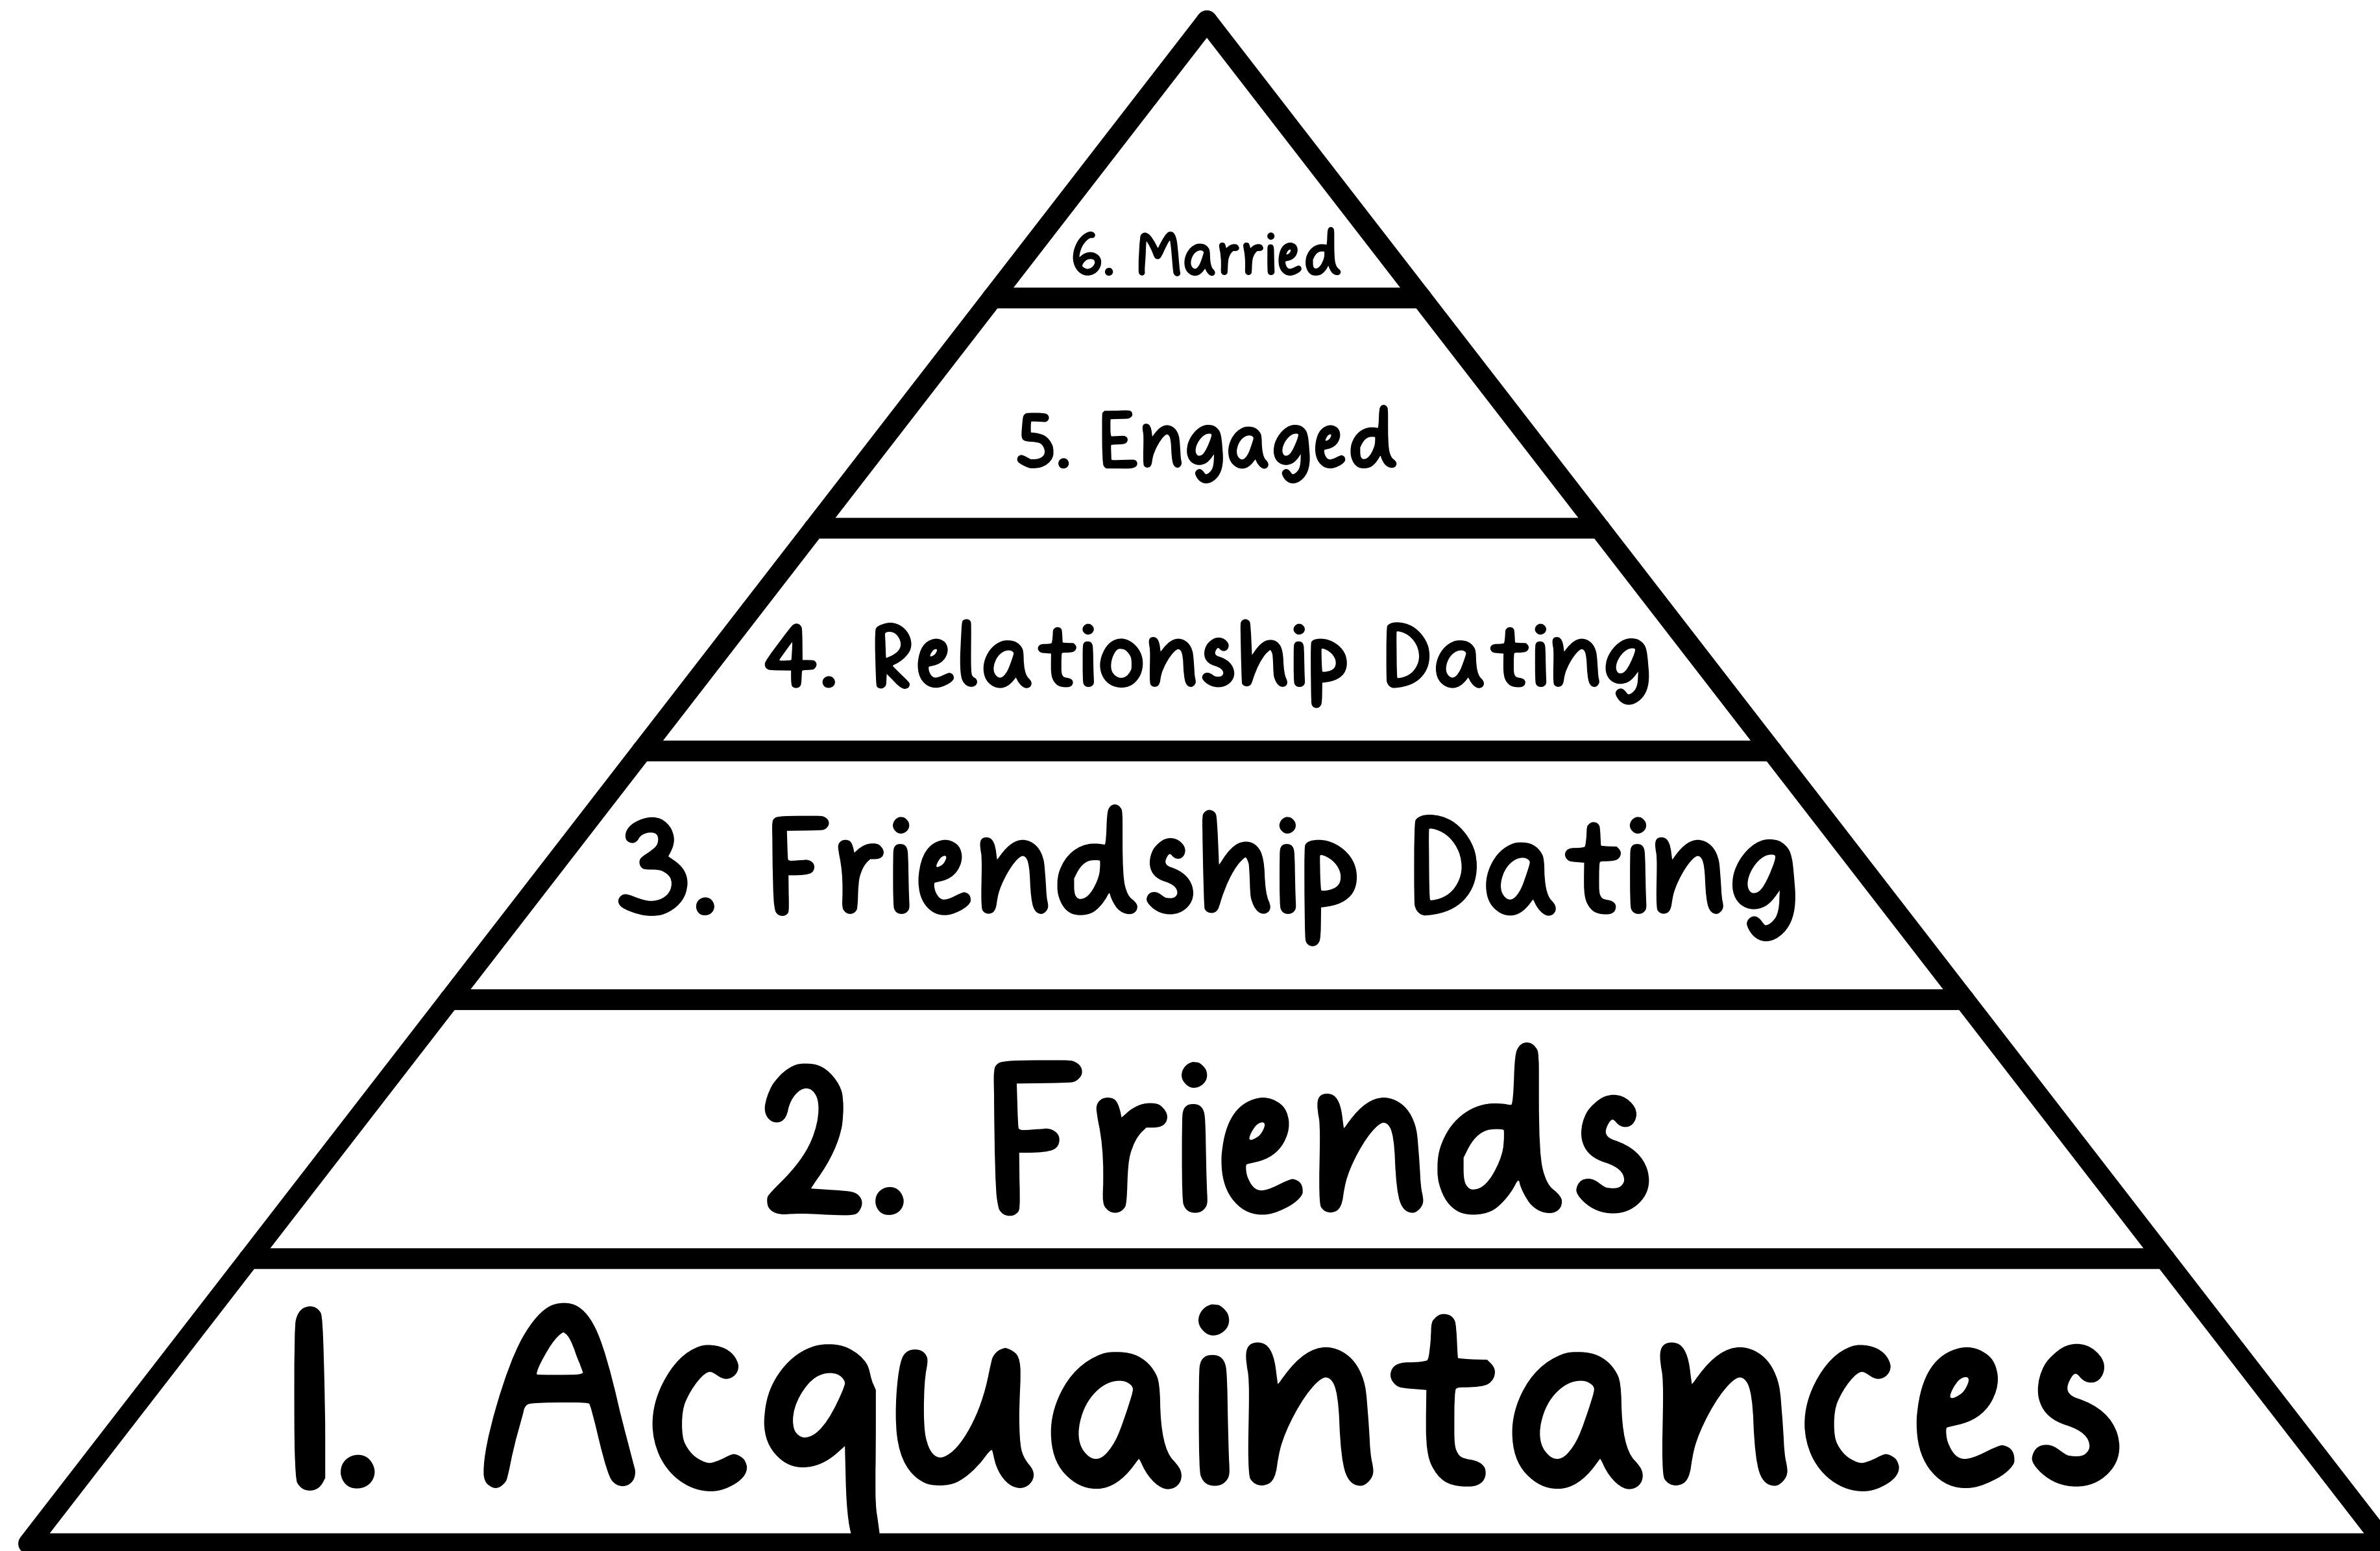 6. Married
5. Engaged
4. Relationship Dating
3. Friendship Dating
2. Friends
1. Acquaintances